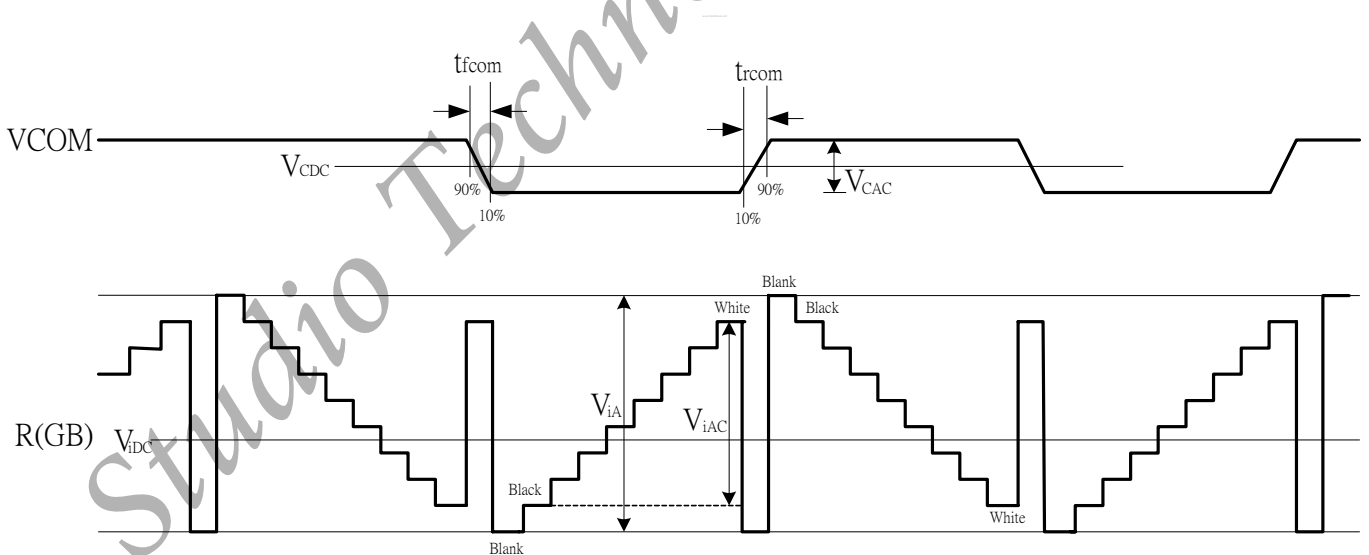 tfcom
trcom
VCOM
VCDC
90%
10%
90%
10%
VCAC
Blank
White
Black
ViA
ViAC
R(GB)
ViDC
Black
White
Blank
Studio Techn